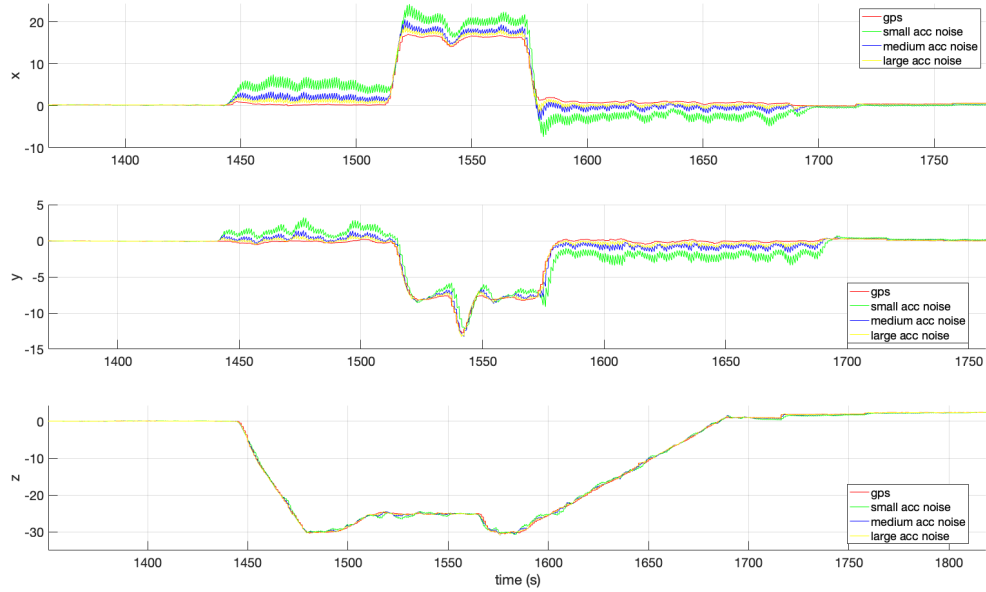 20
10
0
-10
x
1400
1450
1500
1550
1600
1650
1700
1750
gps
small acc noise
medium acc noise
large acc noise
5
0
-5
-10
-15
y
1400
1450
1500
1550
1600
1650
1700
1750
gps
small acc noise
medium acc noise
large acc noise
0
-10
-20
-30
z
1400
1450
1500
1550
1600
1650
1700
1750
1800
time (s)
gps
small acc noise
medium acc noise
large acc noise